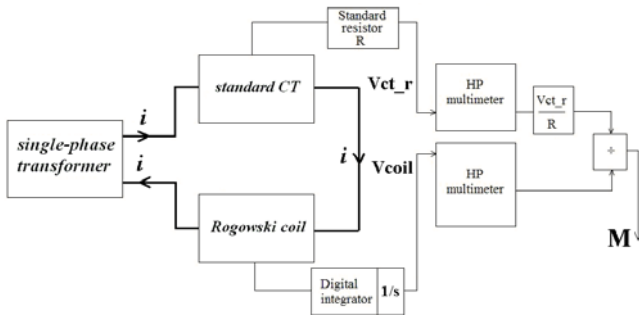 Standard
resistor
R
standard CT
Vct_r
HP
multimeter
Vct_r
R
i
single-phase
transformer
i
i
Vcoil
÷
HP
multimeter
M
Rogowski coil
Digital
integrator
1/s